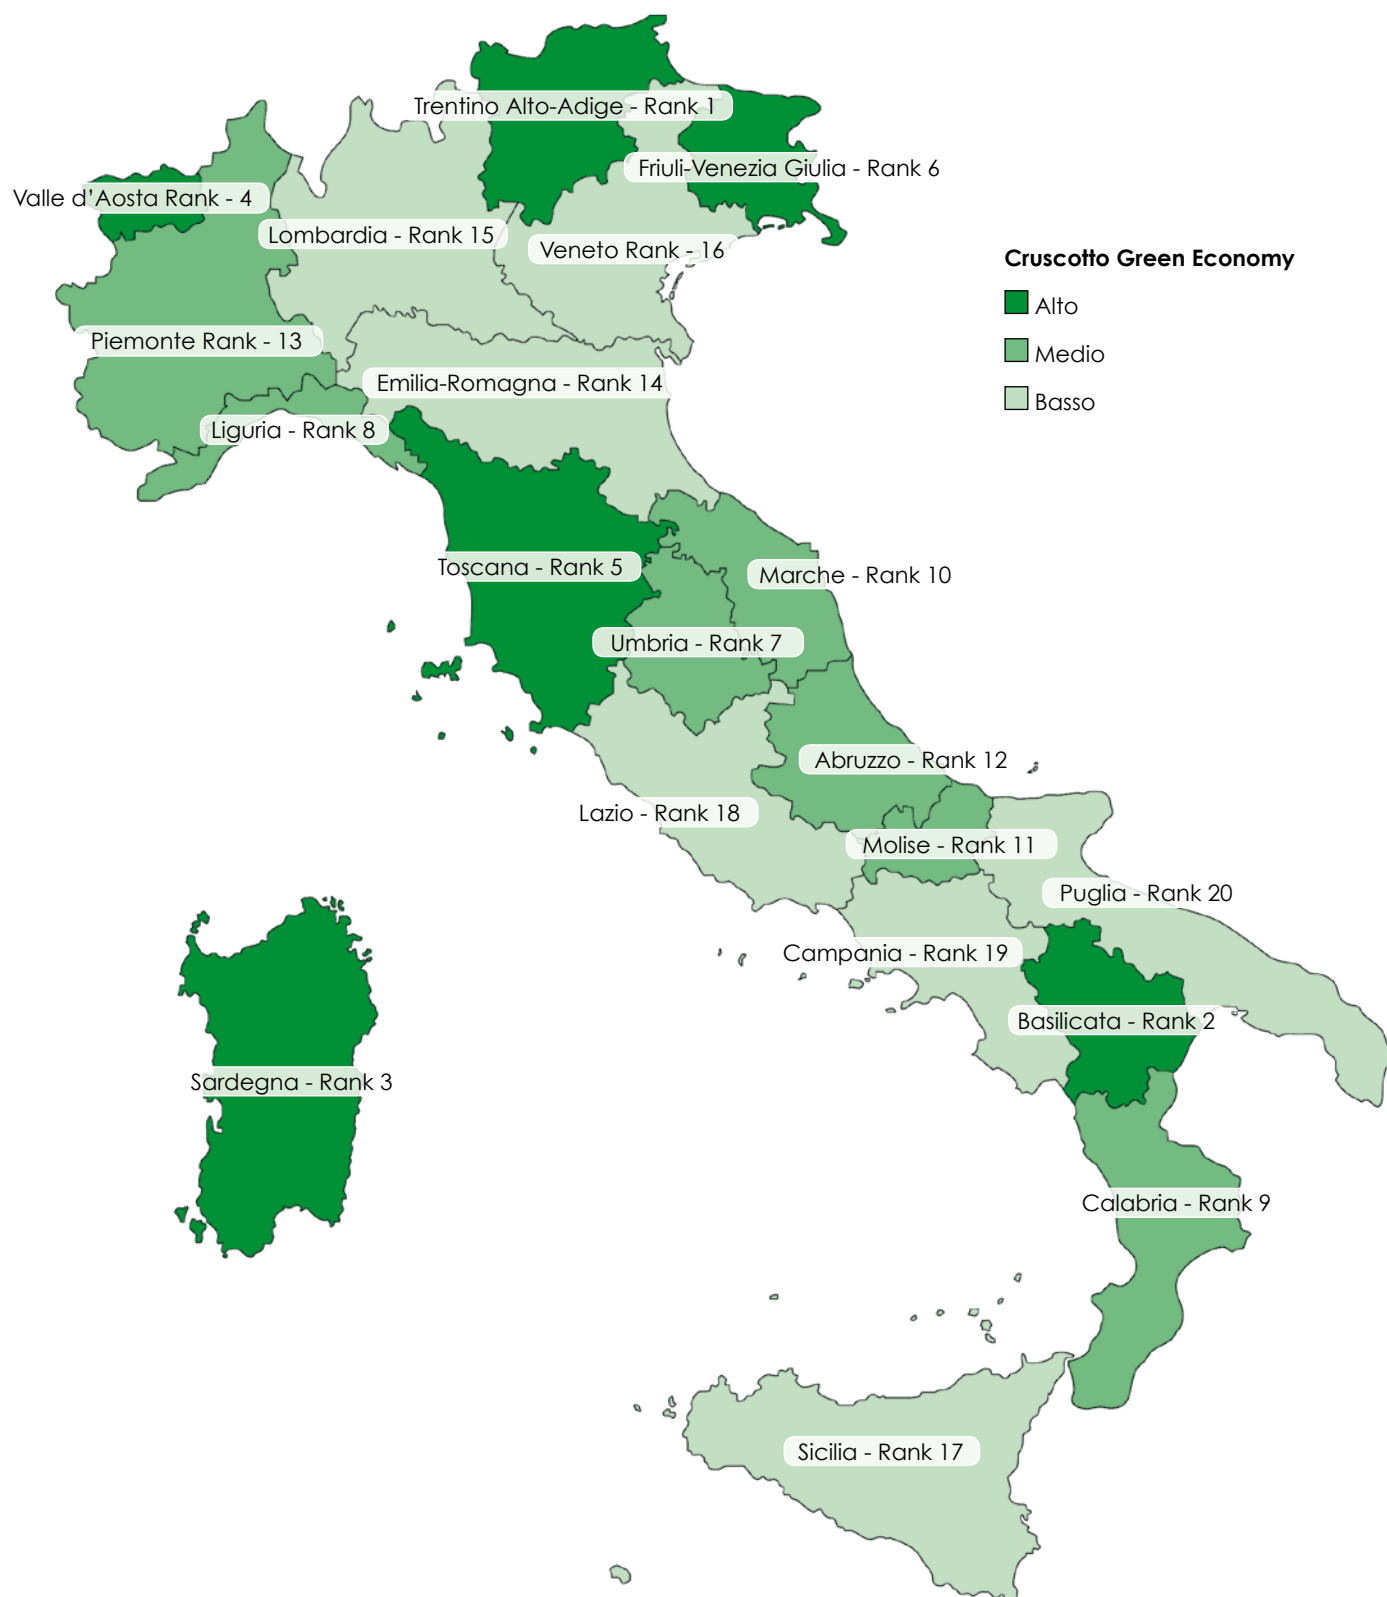 Trentino Alto-Adige - Rank 1
Friuli-Venezia Giulia - Rank 6
Valle d’Aosta Rank - 4
Lombardia - Rank 15
Veneto Rank - 16
Cruscotto Green Economy
Alto
Medio
Basso
Piemonte Rank - 13
Emilia-Romagna - Rank 14
Liguria - Rank 8
Toscana - Rank 5
Marche - Rank 10
Umbria - Rank 7
Abruzzo - Rank 12
Lazio - Rank 18
Molise - Rank 11
Puglia - Rank 20
Campania - Rank 19
Basilicata - Rank 2
Sardegna - Rank 3
Calabria - Rank 9
Sicilia - Rank 17